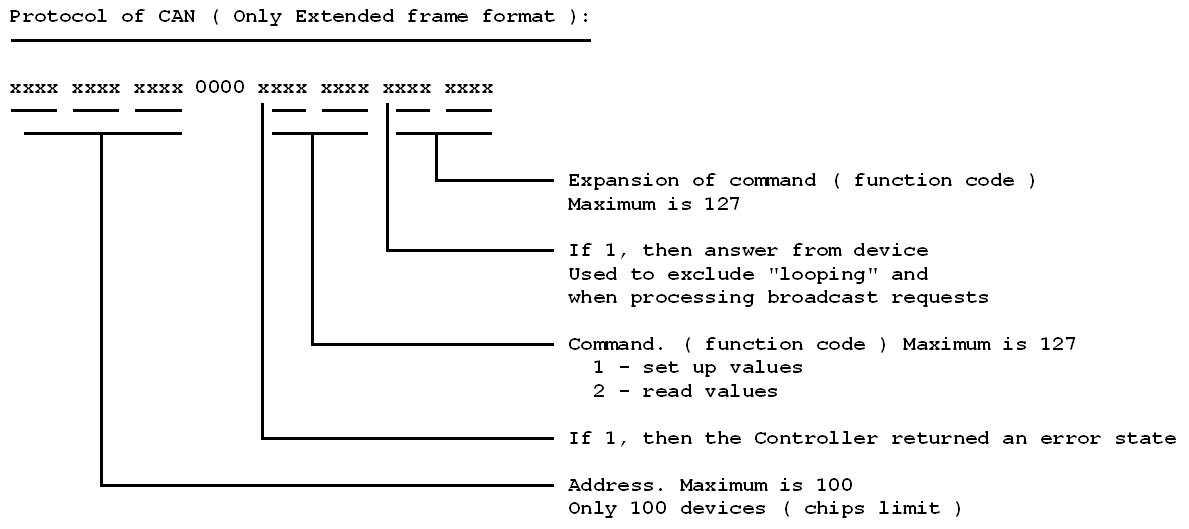 Protocol of CAN ( Only Extended frame format ):
xxxx xxxx xxxx 0000 xxxx xxxx xxxx xxxx
Expansion of command ( function code )
Maximum is 127
If 1, then answer from device
Used to exclude "looping" and
when processing broadcast requests
Command. ( function code ) Maximum is 127
1 - set up values
2 - read values
If 1, then the Controller returned an error state
Address. Maximum is 100
Only 100 devices ( chips limit )